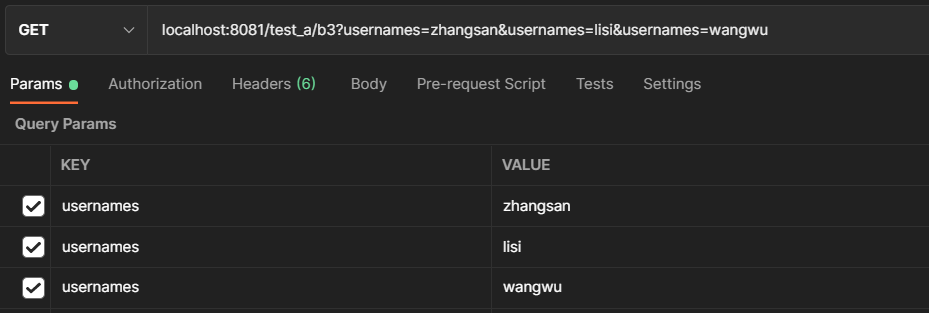 GET localhost:8081/test_a/b3?usernames=zhangsan&usernames=lisi&usernames=wangwu
Params Authorization Headers (6) Body Pre-request Script Tests Settings
Query Params
KEY VALUE
usernames zhangsan
usernames lisi
usernames wangwu